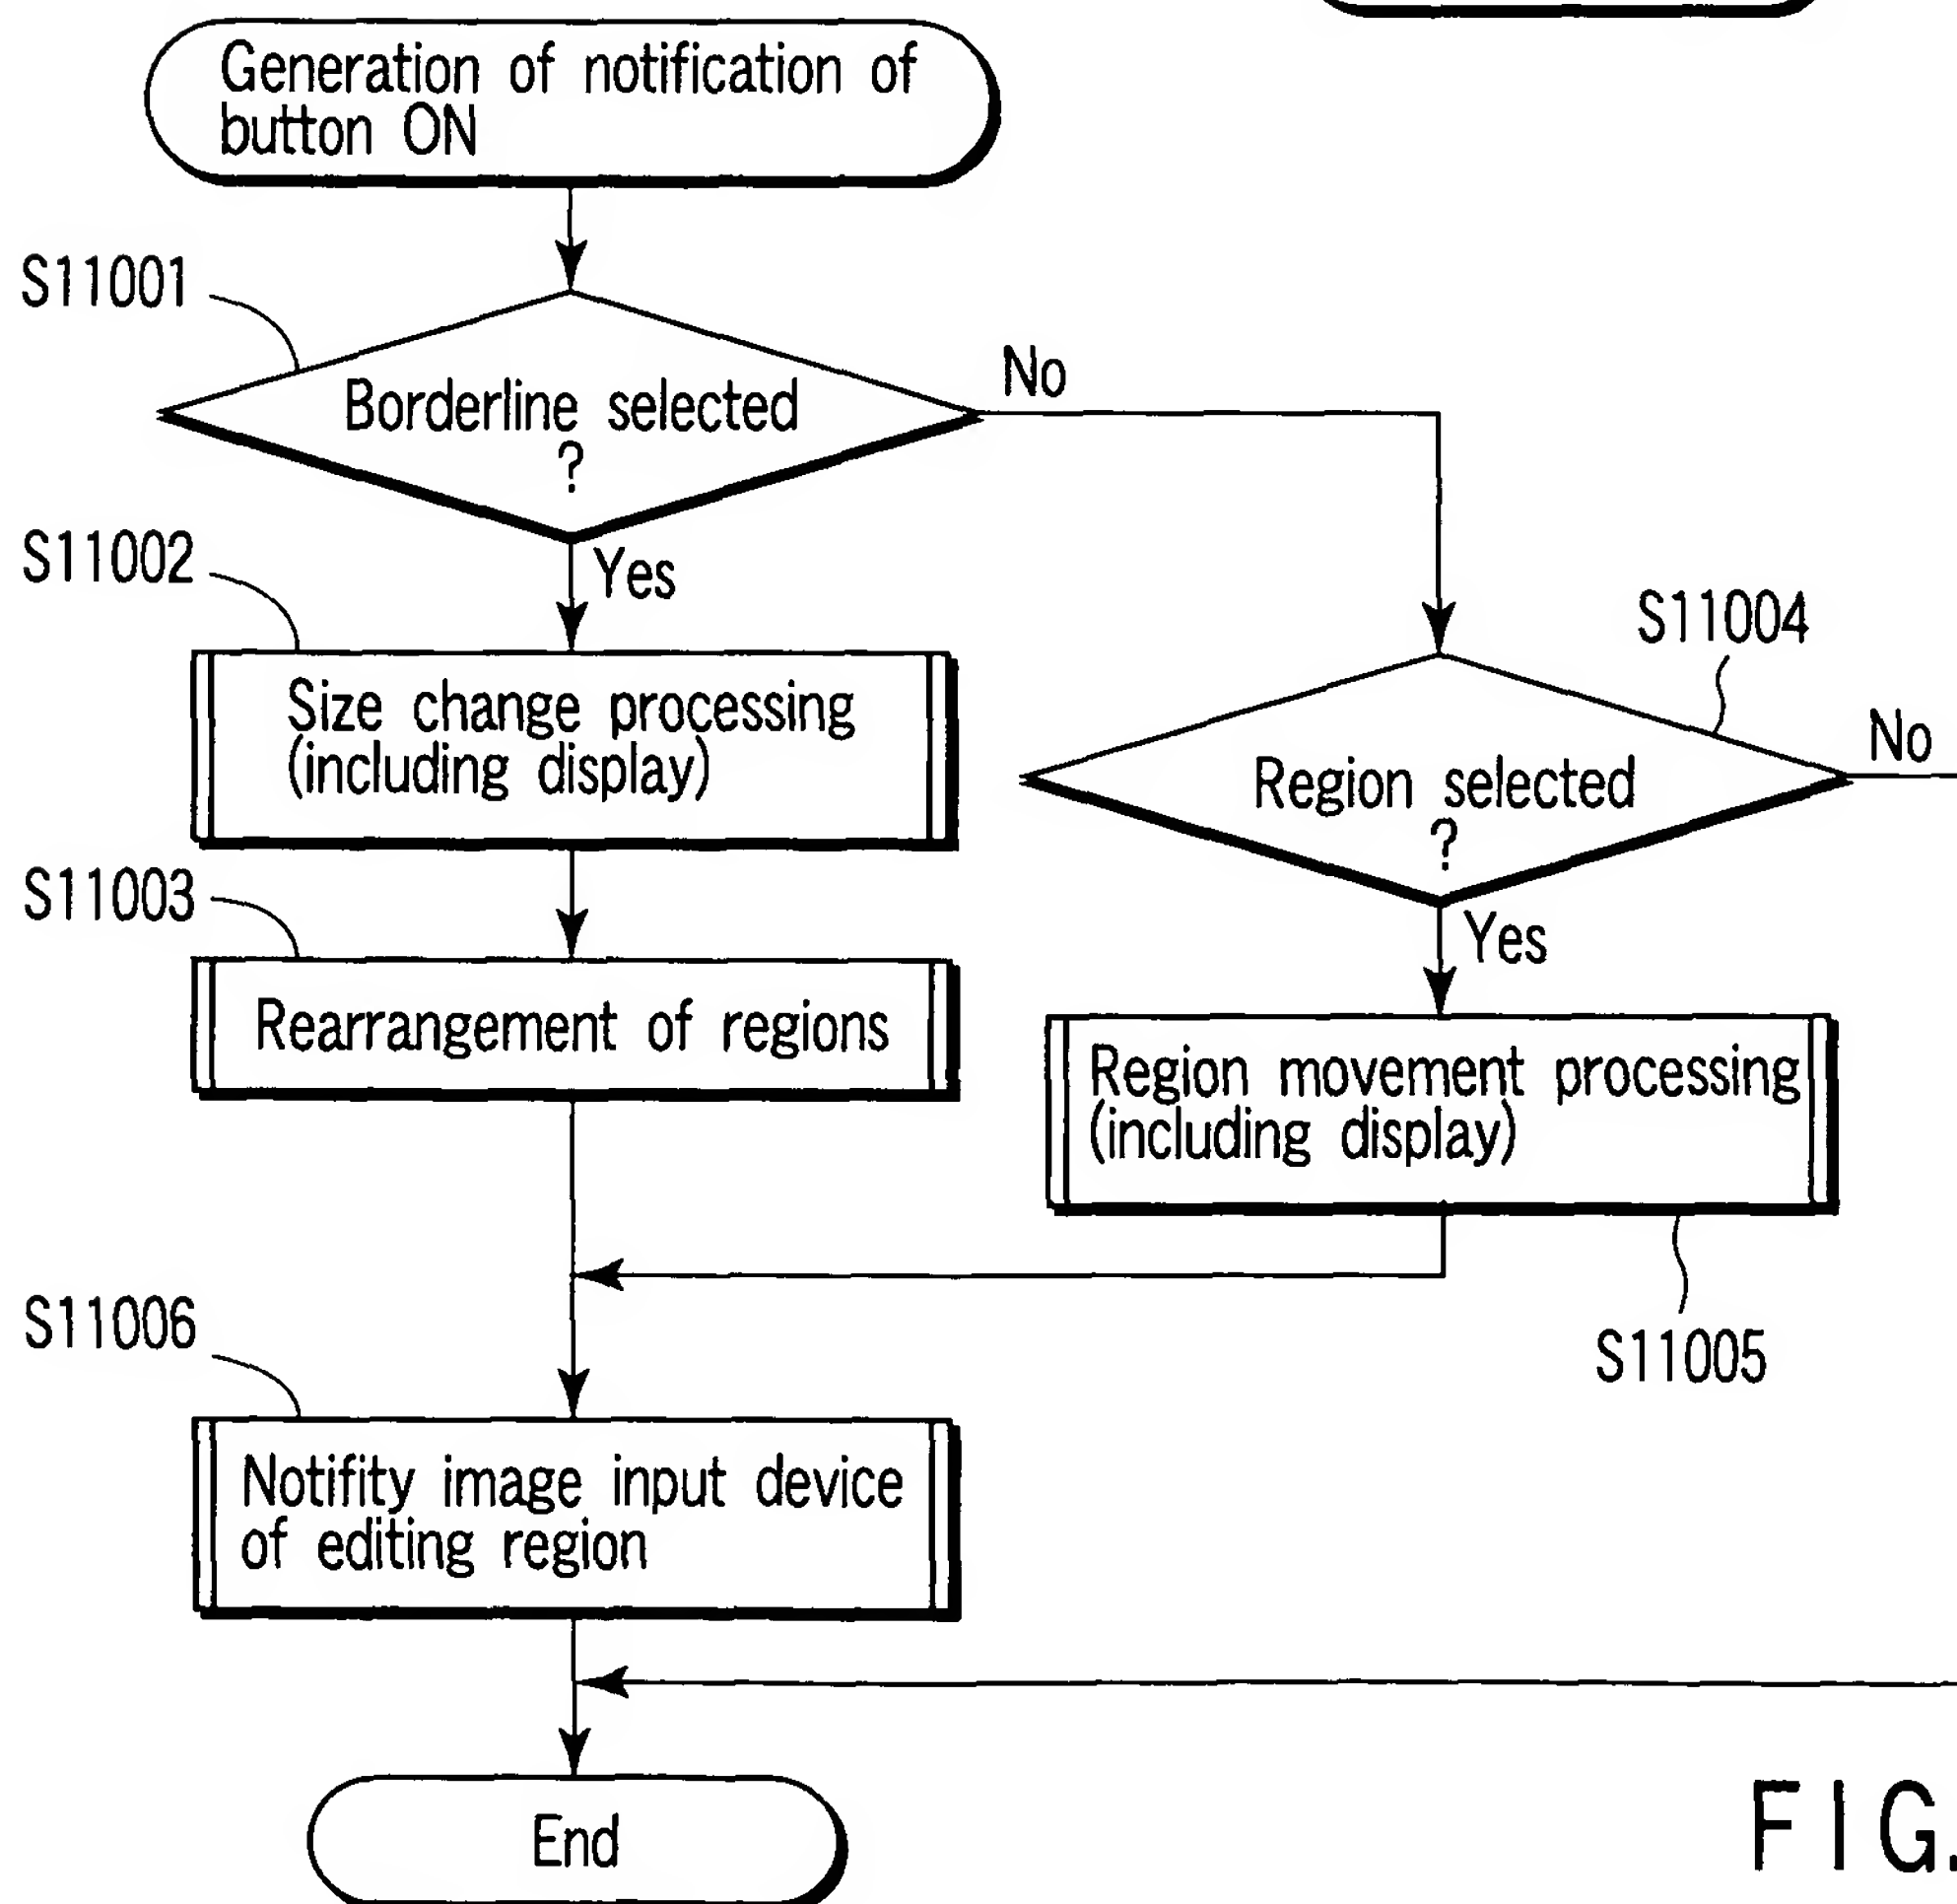 Generation of notification of
button ON
S11001
Borderline selected
?
No
Yes
S11002
Size change processing
(including display)
S11004
Region selected
?
No
Yes
S11003
Rearrangement of regions
Region movement processing
(including display)
S11005
S11006
Notifity image input device
of editing region
End
FIG.